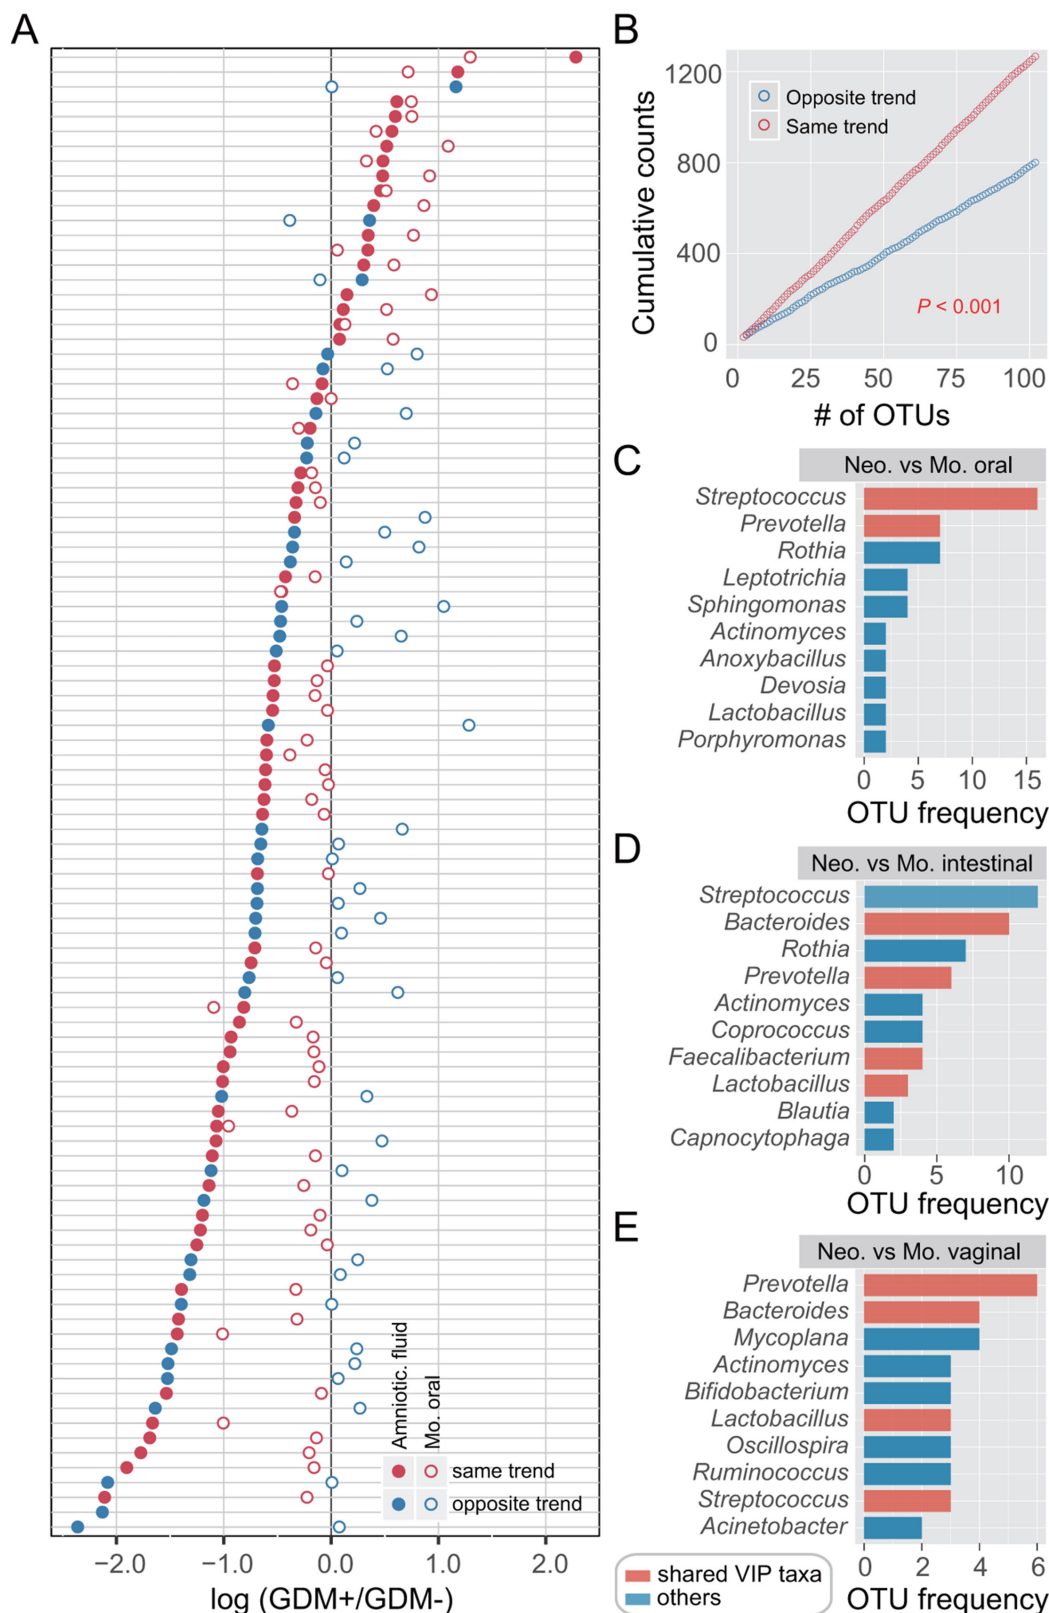 A
Amniotic. fluid
Mo. oral
same trend
opposite trend
−2.0 −1.0 0.0 1.0 2.0
log (GDM+/GDM-)
B
Cumulative counts
1200
800
400
0
Opposite trend
Same trend
P < 0.001
0 25 50 75 100
# of OTUs
C
Neo. vs Mo. oral
Streptococcus
Prevotella
Rothia
Leptotrichia
Sphingomonas
Actinomyces
Anoxybacillus
Devosia
Lactobacillus
Porphyromonas
0 5 10 15
OTU frequency
D
Neo. vs Mo. intestinal
Streptococcus
Bacteroides
Rothia
Prevotella
Actinomyces
Coprococcus
Faecalibacterium
Lactobacillus
Blautia
Capnocytophaga
0 5 10
OTU frequency
E
Neo. vs Mo. vaginal
Prevotella
Bacteroides
Mycoplana
Actinomyces
Bifidobacterium
Lactobacillus
Oscillospira
Ruminococcus
Streptococcus
Acinetobacter
0 2 4 6
OTU frequency
shared VIP taxa
others